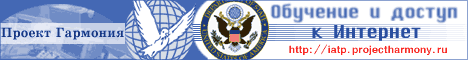 Проект Гармония
Обучение и доступ
к Интернет
http://iatp.projectharmony.ru